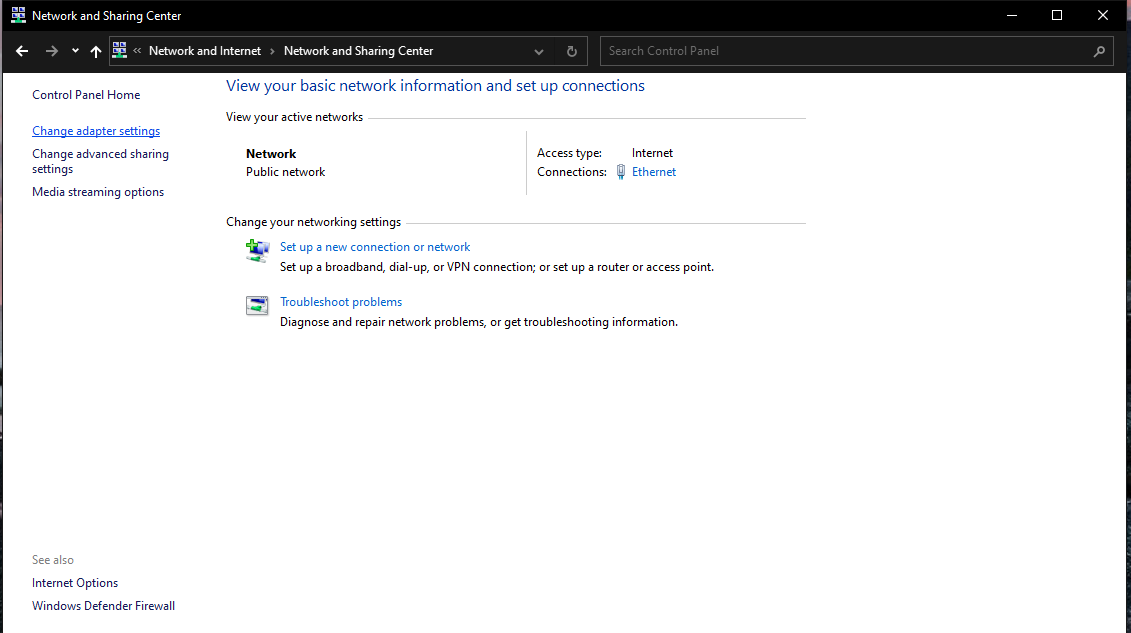 Network and Sharing Center
« Network and Internet › Network and Sharing Center
Search Control Panel
Control Panel Home
Change adapter settings
Change advanced sharing
settings
Media streaming options
See also
Internet Options
Windows Defender Firewall
View your basic network information and set up connections
View your active networks
Network
Public network
Access type: Internet
Connections: Ethernet
Change your networking settings
Set up a new connection or network
Set up a broadband, dial-up, or VPN connection; or set up a router or access point.
Troubleshoot problems
Diagnose and repair network problems, or get troubleshooting information.